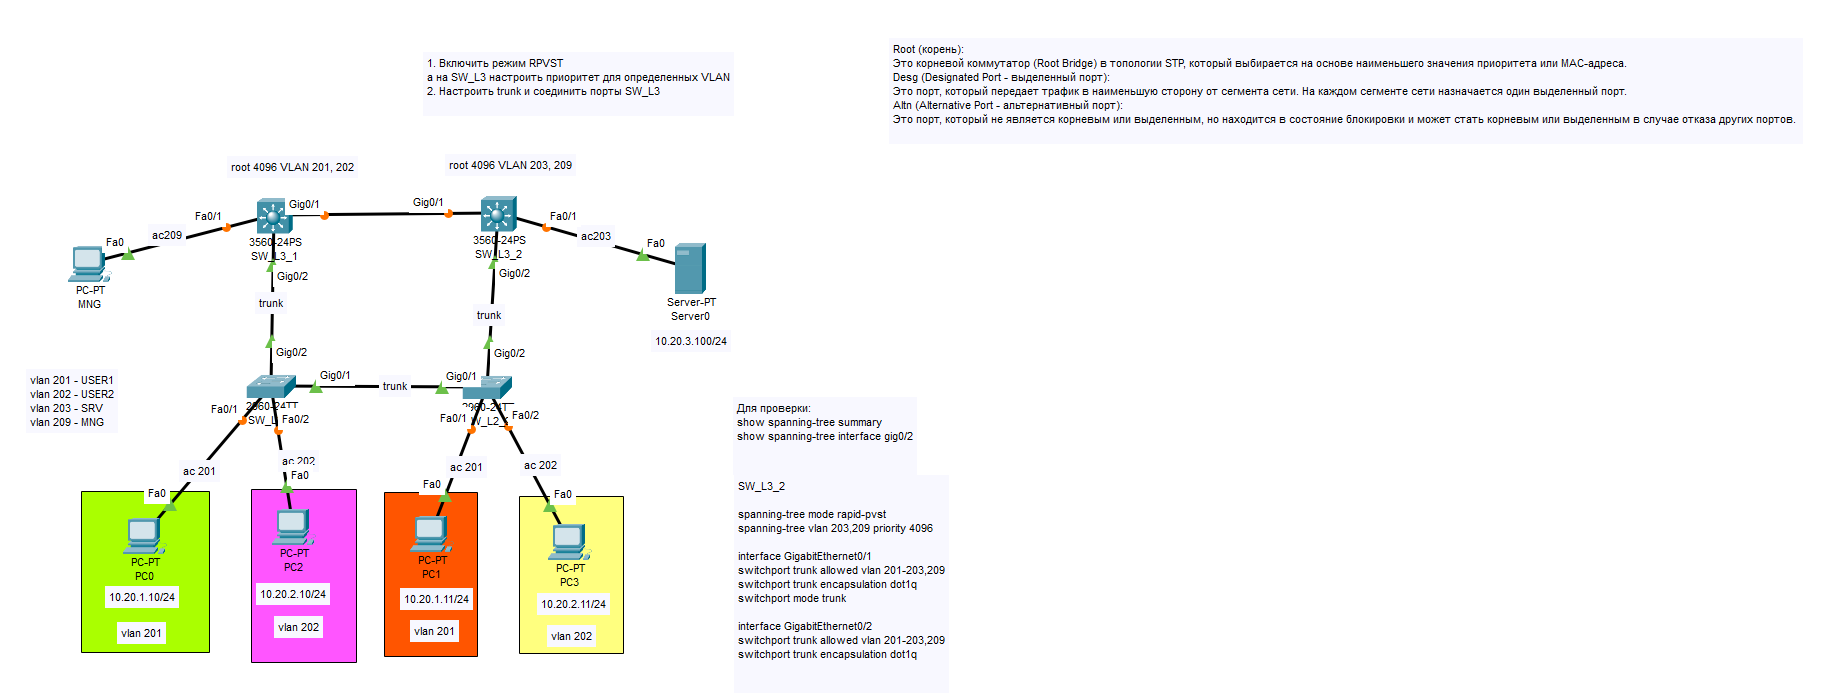 1. Включить режим RPVST
а на SW_L3 настроить приоритет для определенных VLAN
2. Настроить trunk и соединить порты SW_L3
Root (корень):
Это корневой коммутатор (Root Bridge) в топологии STP, который выбирается на основе наименьшего значения приоритета или MAC-адреса.
Desg (Designated Port - выделенный порт):
Это порт, который передает трафик в наименьшую сторону от сегмента сети. На каждом сегменте сети назначается один выделенный порт.
Altn (Alternative Port - альтернативный порт):
Это порт, который не является корневым или выделенным, но находится в состояние блокировки и может стать корневым или выделенным в случае отказа других портов.
root 4096 VLAN 201, 202
root 4096 VLAN 203, 209
Gig0/1
Gig0/1
Fa0/1
Fa0/1
ac209
ac203
Fa0
Fa0
3560-24PS
SW_L3_1
3560-24PS
SW_L3_2
Gig0/2
Gig0/2
PC-PT
MNG
Server-PT
Server0
trunk
trunk
10.20.3.100/24
Gig0/2
Gig0/2
Gig0/1
trunk
Gig0/1
vlan 201 - USER1
vlan 202 - USER2
vlan 203 - SRV
vlan 209 - MNG
2960-24TT
SW_L
2960-24TT
W_L2_
Fa0/1
Fa0/2
Fa0/1
Fa0/2
ac 201
ac 202
ac 201
ac 202
Fa0
Fa0
Fa0
Fa0
PC-PT
PC0
PC-PT
PC2
PC-PT
PC1
PC-PT
PC3
10.20.1.10/24
10.20.2.10/24
10.20.1.11/24
10.20.2.11/24
vlan 201
vlan 202
vlan 201
vlan 202
Для проверки:
show spanning-tree summary
show spanning-tree interface gig0/2
SW_L3_2
spanning-tree mode rapid-pvst
spanning-tree vlan 203,209 priority 4096
interface GigabitEthernet0/1
switchport trunk allowed vlan 201-203,209
switchport trunk encapsulation dot1q
switchport mode trunk
interface GigabitEthernet0/2
switchport trunk allowed vlan 201-203,209
switchport trunk encapsulation dot1q